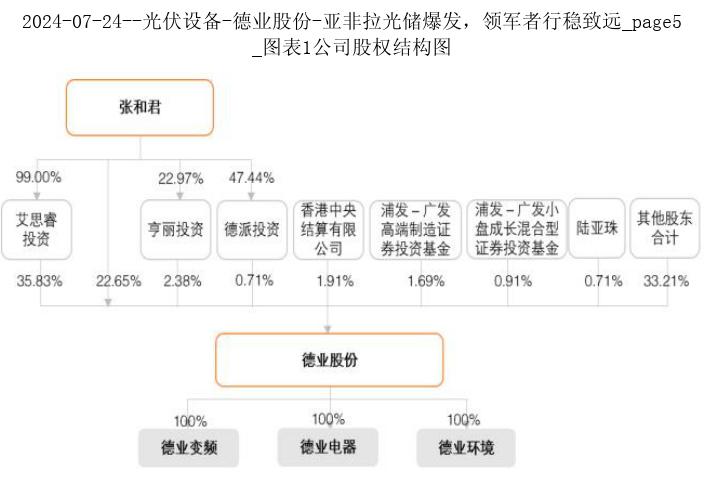 2024-07-24--光伏设备-德业股份-亚非拉光储爆发，领军者行稳致远_page5
_图表1公司股权结构图
张和君
99.00%
22.97%
47.44%
艾思睿
投资
亨丽投资
德派投资
香港中央
结算有限
公司
浦发－广发
高端制造证
券投资基金
浦发－广发小
盘成长混合型
证券投资基金
陆亚珠
其他股东
合计
35.83%
22.65%
2.38%
0.71%
1.91%
1.69%
0.91%
0.71%
33.21%
德业股份
100%
100%
100%
德业变频
德业电器
德业环境